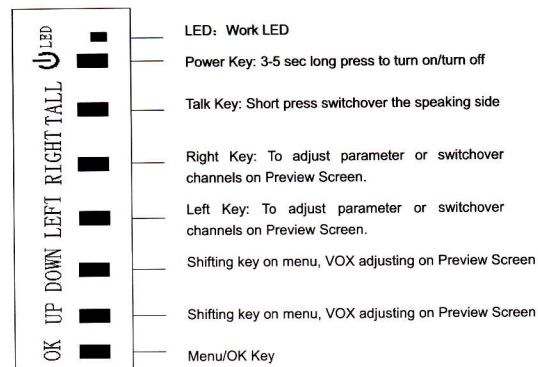 LED
LED: Work LED
Power Key: 3-5 sec long press to turn on/turn off
TALL
Talk Key: Short press switchover the speaking side
RIGHT
Right Key: To adjust parameter or switchover
channels on Preview Screen.
LEFT
Left Key: To adjust parameter or switchover
channels on Preview Screen.
DOWN
Shifting key on menu, VOX adjusting on Preview Screen
UP
Shifting key on menu, VOX adjusting on Preview Screen
OK
Menu/OK Key